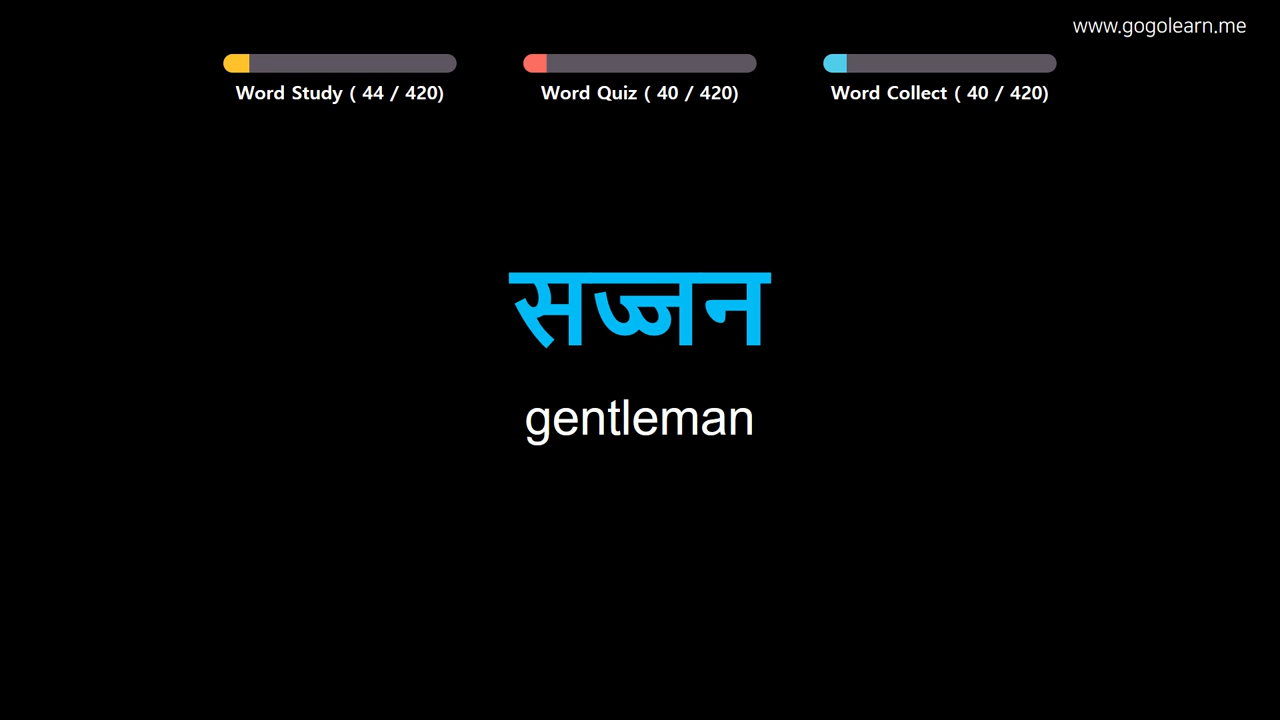 www.gogolearn.me
Word Study ( 44 / 420)
Word Quiz ( 40 / 420)
Word Collect ( 40 / 420)
सज्जन
gentleman